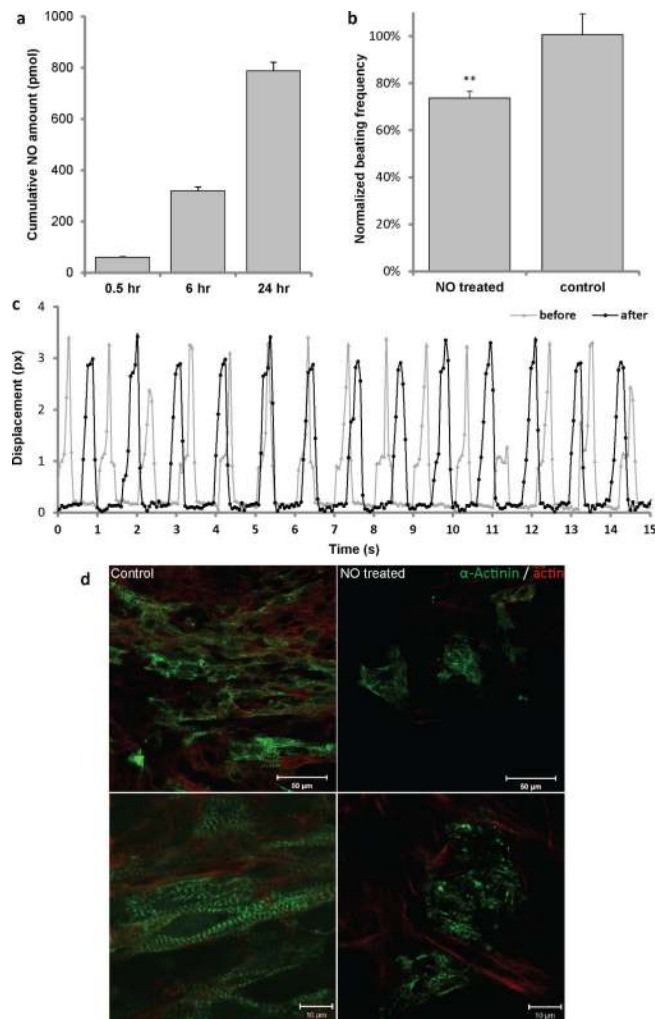 a
1000
800
600
400
200
0
Cumulative NO amount (pmol)
0.5 hr 6 hr 24 hr
b
100%
80%
60%
40%
20%
0%
Normalized beating frequency
**
NO treated control
c
before after
4
3
2
1
0
Displacement (px)
0 1 2 3 4 5 6 7 8 9 10 11 12 13 14 15
Time (s)
d
Control
NO treated
α-Actinin / actin
50 µm
50 µm
10 µm
10 µm